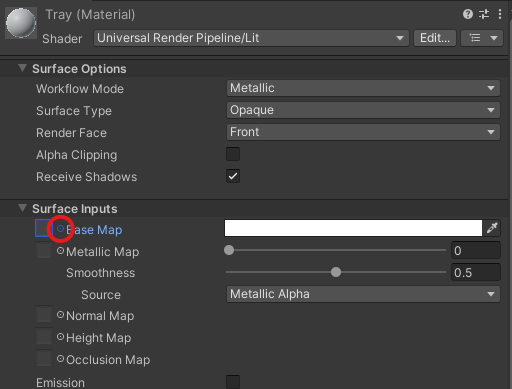 Tray (Material)
Shader Universal Render Pipeline/Lit Edit...
Surface Options
Workflow Mode Metallic
Surface Type Opaque
Render Face Front
Alpha Clipping
Receive Shadows
Surface Inputs
Base Map
Metallic Map 0
Smoothness 0.5
Source Metallic Alpha
Normal Map
Height Map
Occlusion Map
Emission